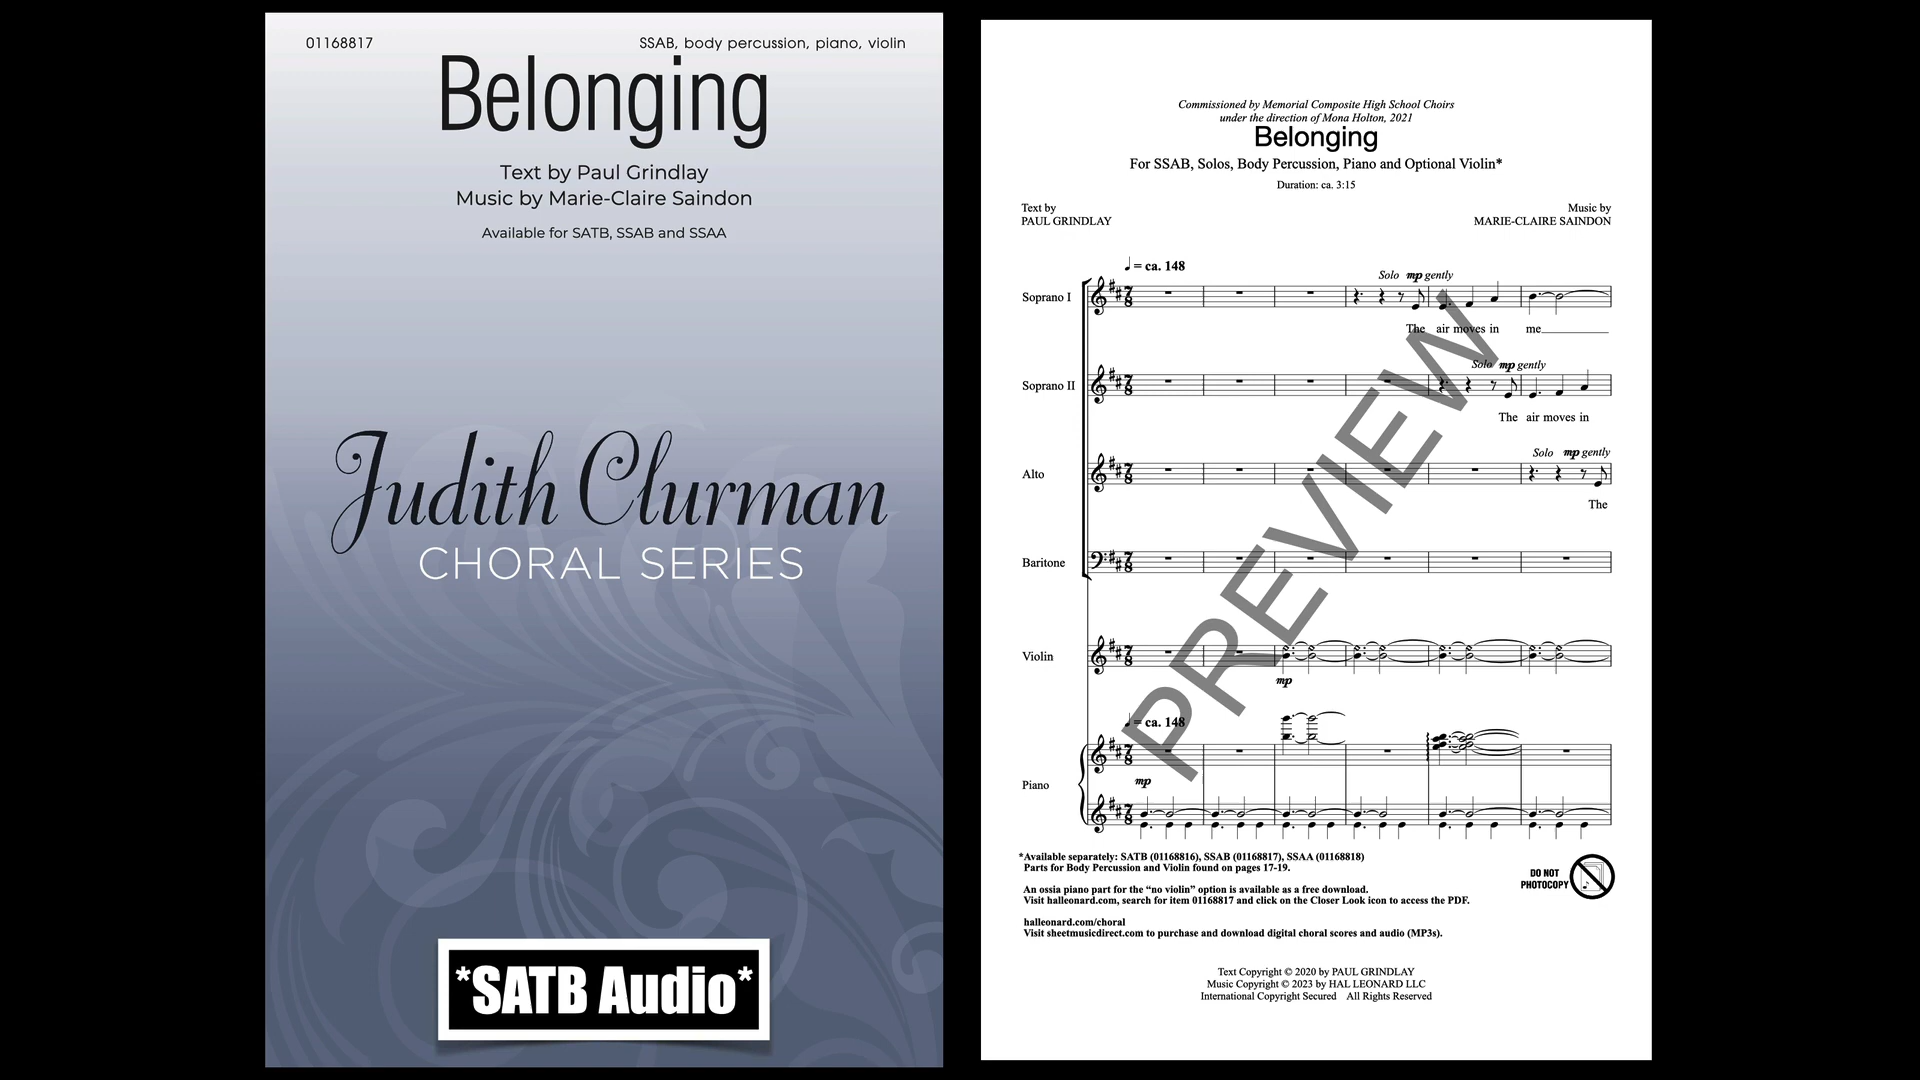 01168817
SSAB, body percussion, piano, violin
Belonging
Text by Paul Grindlay
Music by Marie-Claire Saindon
Available for SATB, SSAB and SSAA
Judith Clurman
CHORAL SERIES
*SATB Audio*
Commissioned by Memorial Composite High School Choirs
under the direction of Mona Holton, 2021
Belonging
For SSAB, Solos, Body Percussion, Piano and Optional Violin*
Duration: ca. 3:15
Text by
PAUL GRINDLAY
Music by
MARIE-CLAIRE SAINDON
♩ = ca. 148
Solo mp gently
Soprano I
The air moves in me
Solo mp gently
Soprano II
The air moves in
Solo mp gently
Alto
The
Baritone
Violin
mp
♩ = ca. 148
mp
Piano
PREVIEW
*Available separately: SATB (01168816), SSAB (01168817), SSAA (01168818)
Parts for Body Percussion and Violin found on pages 17-19.
An ossia piano part for the “no violin” option is available as a free download.
Visit halleonard.com, search for item 01168817 and click on the Closer Look icon to access the PDF.
halleonard.com/choral
Visit sheetmusicdirect.com to purchase and download digital choral scores and audio (MP3s).
DO NOT
PHOTOCOPY
Text Copyright © 2020 by PAUL GRINDLAY
Music Copyright © 2023 by HAL LEONARD LLC
International Copyright Secured All Rights Reserved